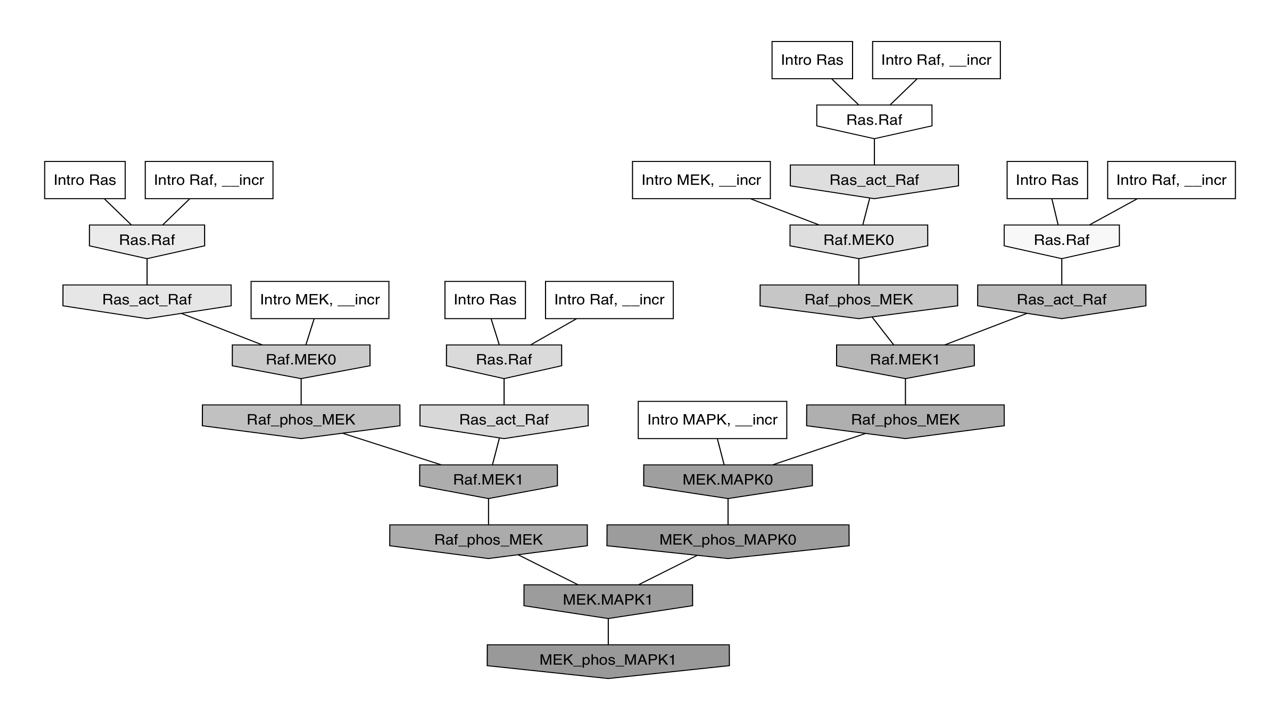 Intro Ras
Intro Raf, __incr
Ras.Raf
Intro Ras
Intro Raf, __incr
Intro MEK, __incr
Ras_act_Raf
Intro Ras
Intro Raf, __incr
Ras.Raf
Raf.MEK0
Ras.Raf
Ras_act_Raf
Intro MEK, __incr
Intro Ras
Intro Raf, __incr
Raf_phos_MEK
Ras_act_Raf
Raf.MEK0
Ras.Raf
Raf.MEK1
Raf_phos_MEK
Ras_act_Raf
Intro MAPK, __incr
Raf_phos_MEK
Raf.MEK1
MEK.MAPK0
Raf_phos_MEK
MEK_phos_MAPK0
MEK.MAPK1
MEK_phos_MAPK1